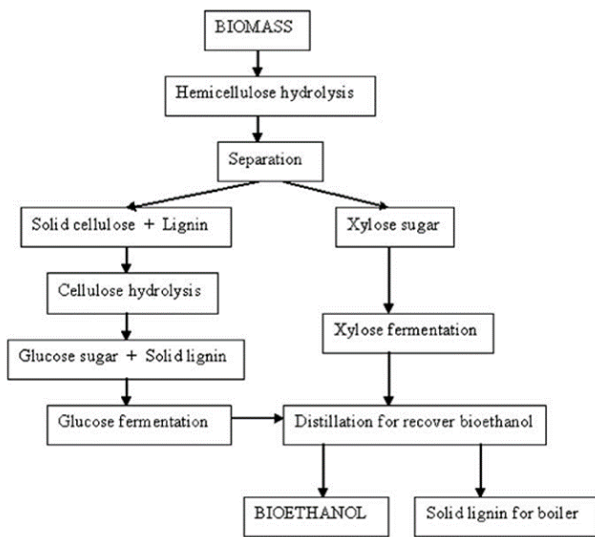 BIOMASS
Hemicellulose hydrolysis
Separation
Solid cellulose + Lignin
Xylose sugar
Cellulose hydrolysis
Glucose sugar + Solid lignin
Xylose fermentation
Glucose fermentation
Distillation for recover bioethanol
BIOETHANOL
Solid lignin for boiler